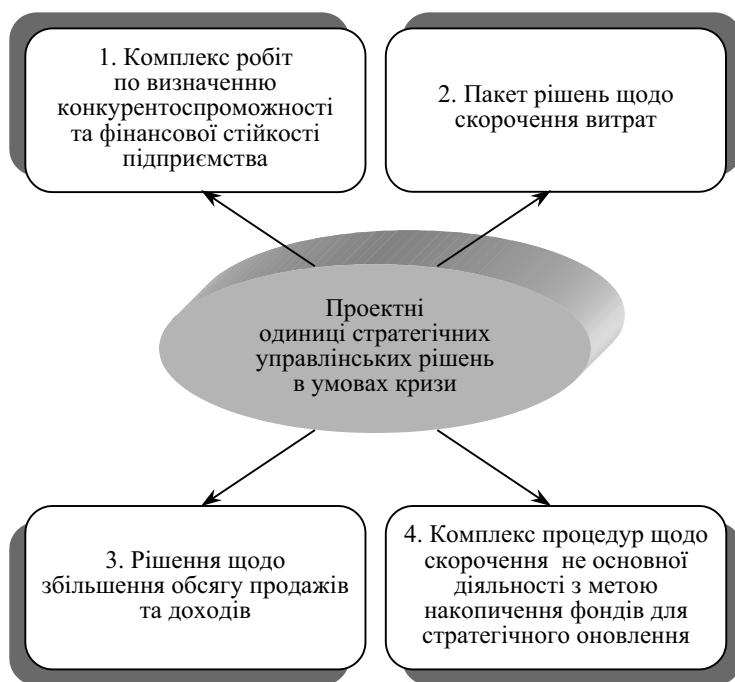 1. Комплекс робіт
по визначенню
конкурентоспроможності
та фінансової стійкості
підприємства
2. Пакет рішень щодо
скорочення витрат
Проектні
одиниці стратегічних
управлінських рішень
в умовах кризи
3. Рішення щодо
збільшення обсягу продажів
та доходів
4. Комплекс процедур щодо
скорочення не основної
діяльності з метою
накопичення фондів для
стратегічного оновлення